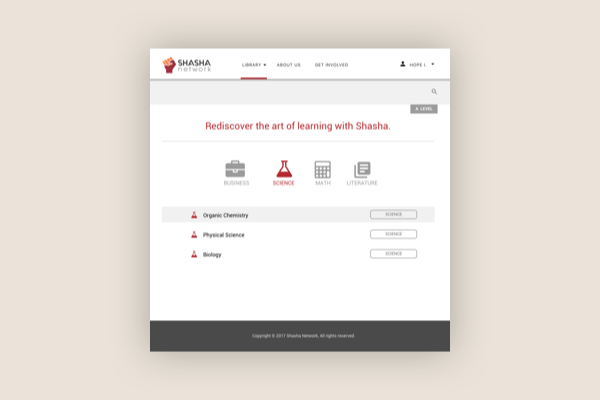 SHASHA
network
LIBRARY
ABOUT US
GET INVOLVED
HOPE I.
LEVEL
Rediscover the art of learning with Shasha.
BUSINESS
SCIENCE
MATH
LITERATURE
Organic Chemistry
SCIENCE
Physical Science
SCIENCE
Biology
SCIENCE
Copyright © 2017 Shasha Network, All rights reserved.